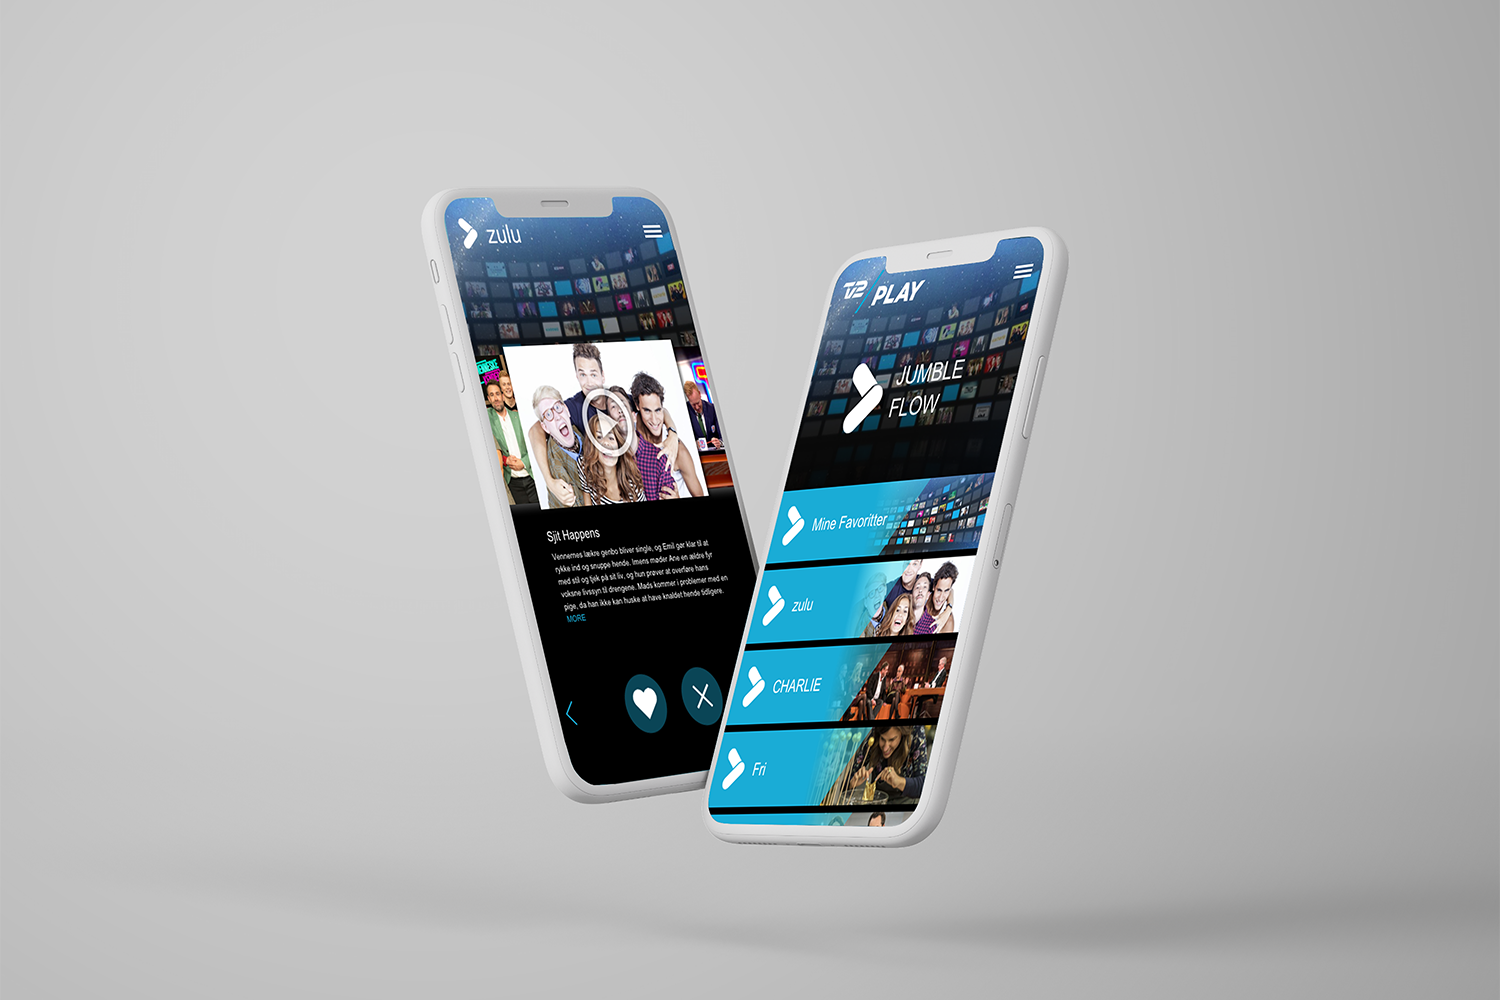 zulu
Sjit Happens
Vennernes lækre genbo bliver single, og Emil gør klar til at
rykke ind og snuppe hende. Imens møder Ane en ældre fyr
med stil og tjek på sit liv, og hun prøver at overføre hans
voksne livssyn til drengene. Mads kommer i problemer med en
pige, da han ikke kan huske at have knaldet hende tidligere.
MORE
TV2 PLAY
JUMBLE
FLOW
Mine Favoritter
zulu
CHARLIE
Fri